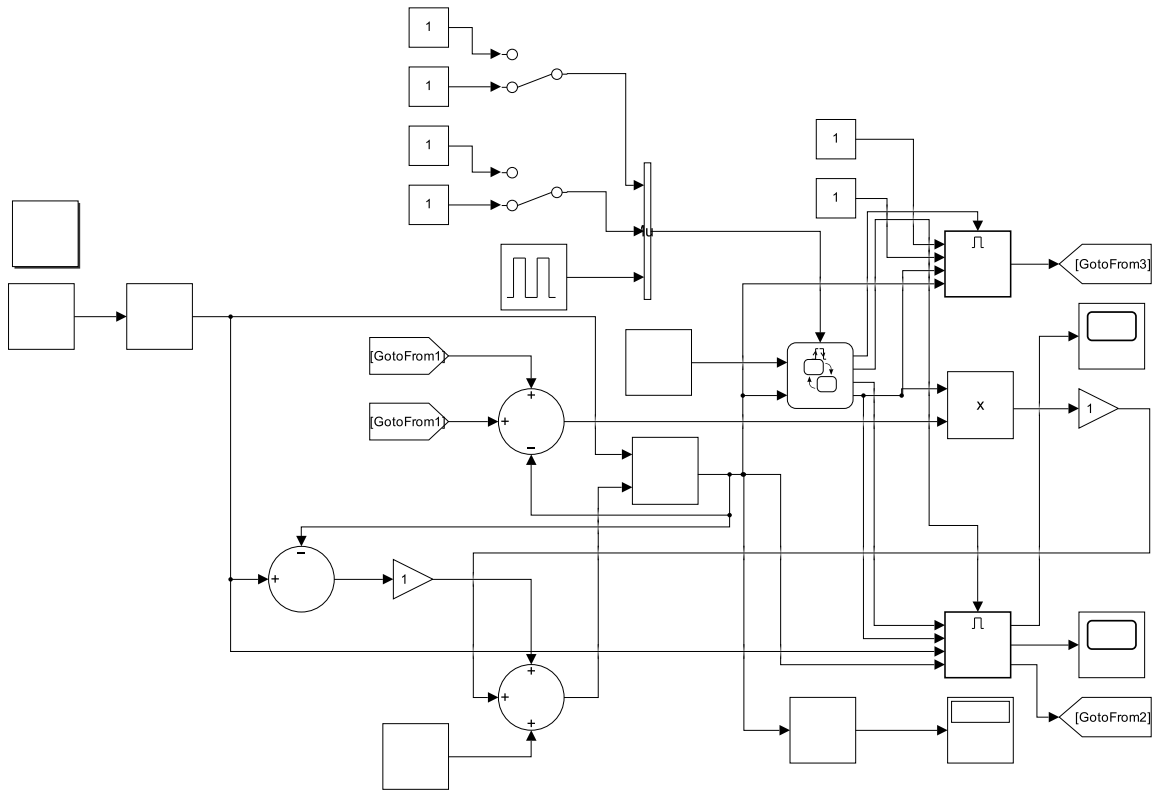 1
1
1
1
1
1
u
[GotoFrom3]
[GotoFrom1]
+
[GotoFrom1]
+
−
x
1
−
+
1
+
+
+
[GotoFrom2]